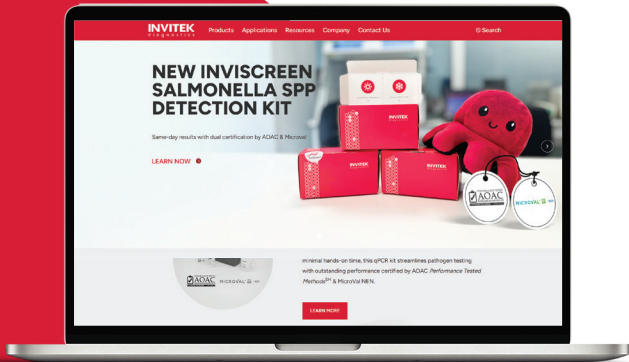 INVITEK
diagnostics
Products Applications Resources Company Contact Us
Search
NEW INVISCREEN
SALMONELLA SPP
DETECTION KIT
Same-day results with dual certification by AOAC & Microval
LEARN NOW
INVITEK
INVITEK
INVITEK
AOAC
MICROVAL
AOAC
MICROVAL
minimal hands-on time, this qPCR kit streamlines pathogen testing
with outstanding performance certified by AOAC Performance Tested
Methods SM & MicroVal NEN.
LEARN MORE